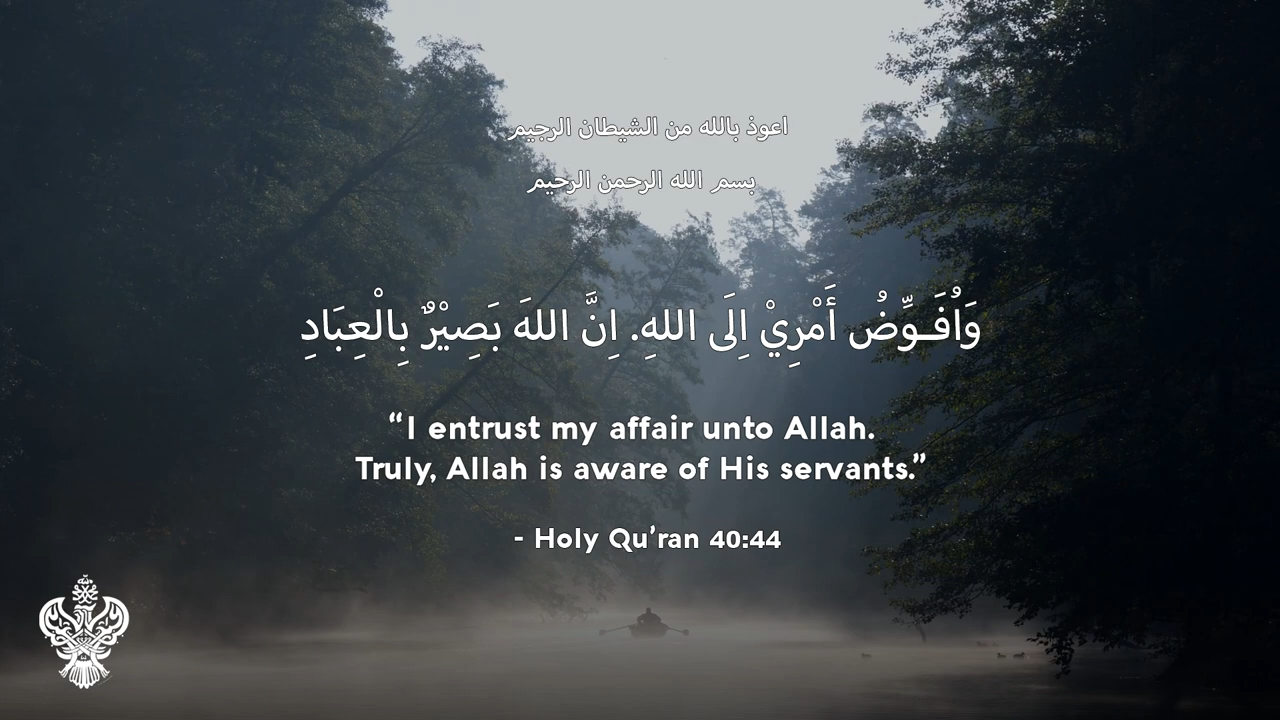 اعوذ بالله من الشيطان الرجيم
بسم الله الرحمن الرحيم
وَاُفَـوِّضُ أَمْرِيْ اِلَى اللهِ. اِنَّ اللهَ بَصِيْرٌ بِالْعِبَادِ
“I entrust my affair unto Allah.
Truly, Allah is aware of His servants.”
- Holy Qu’ran 40:44